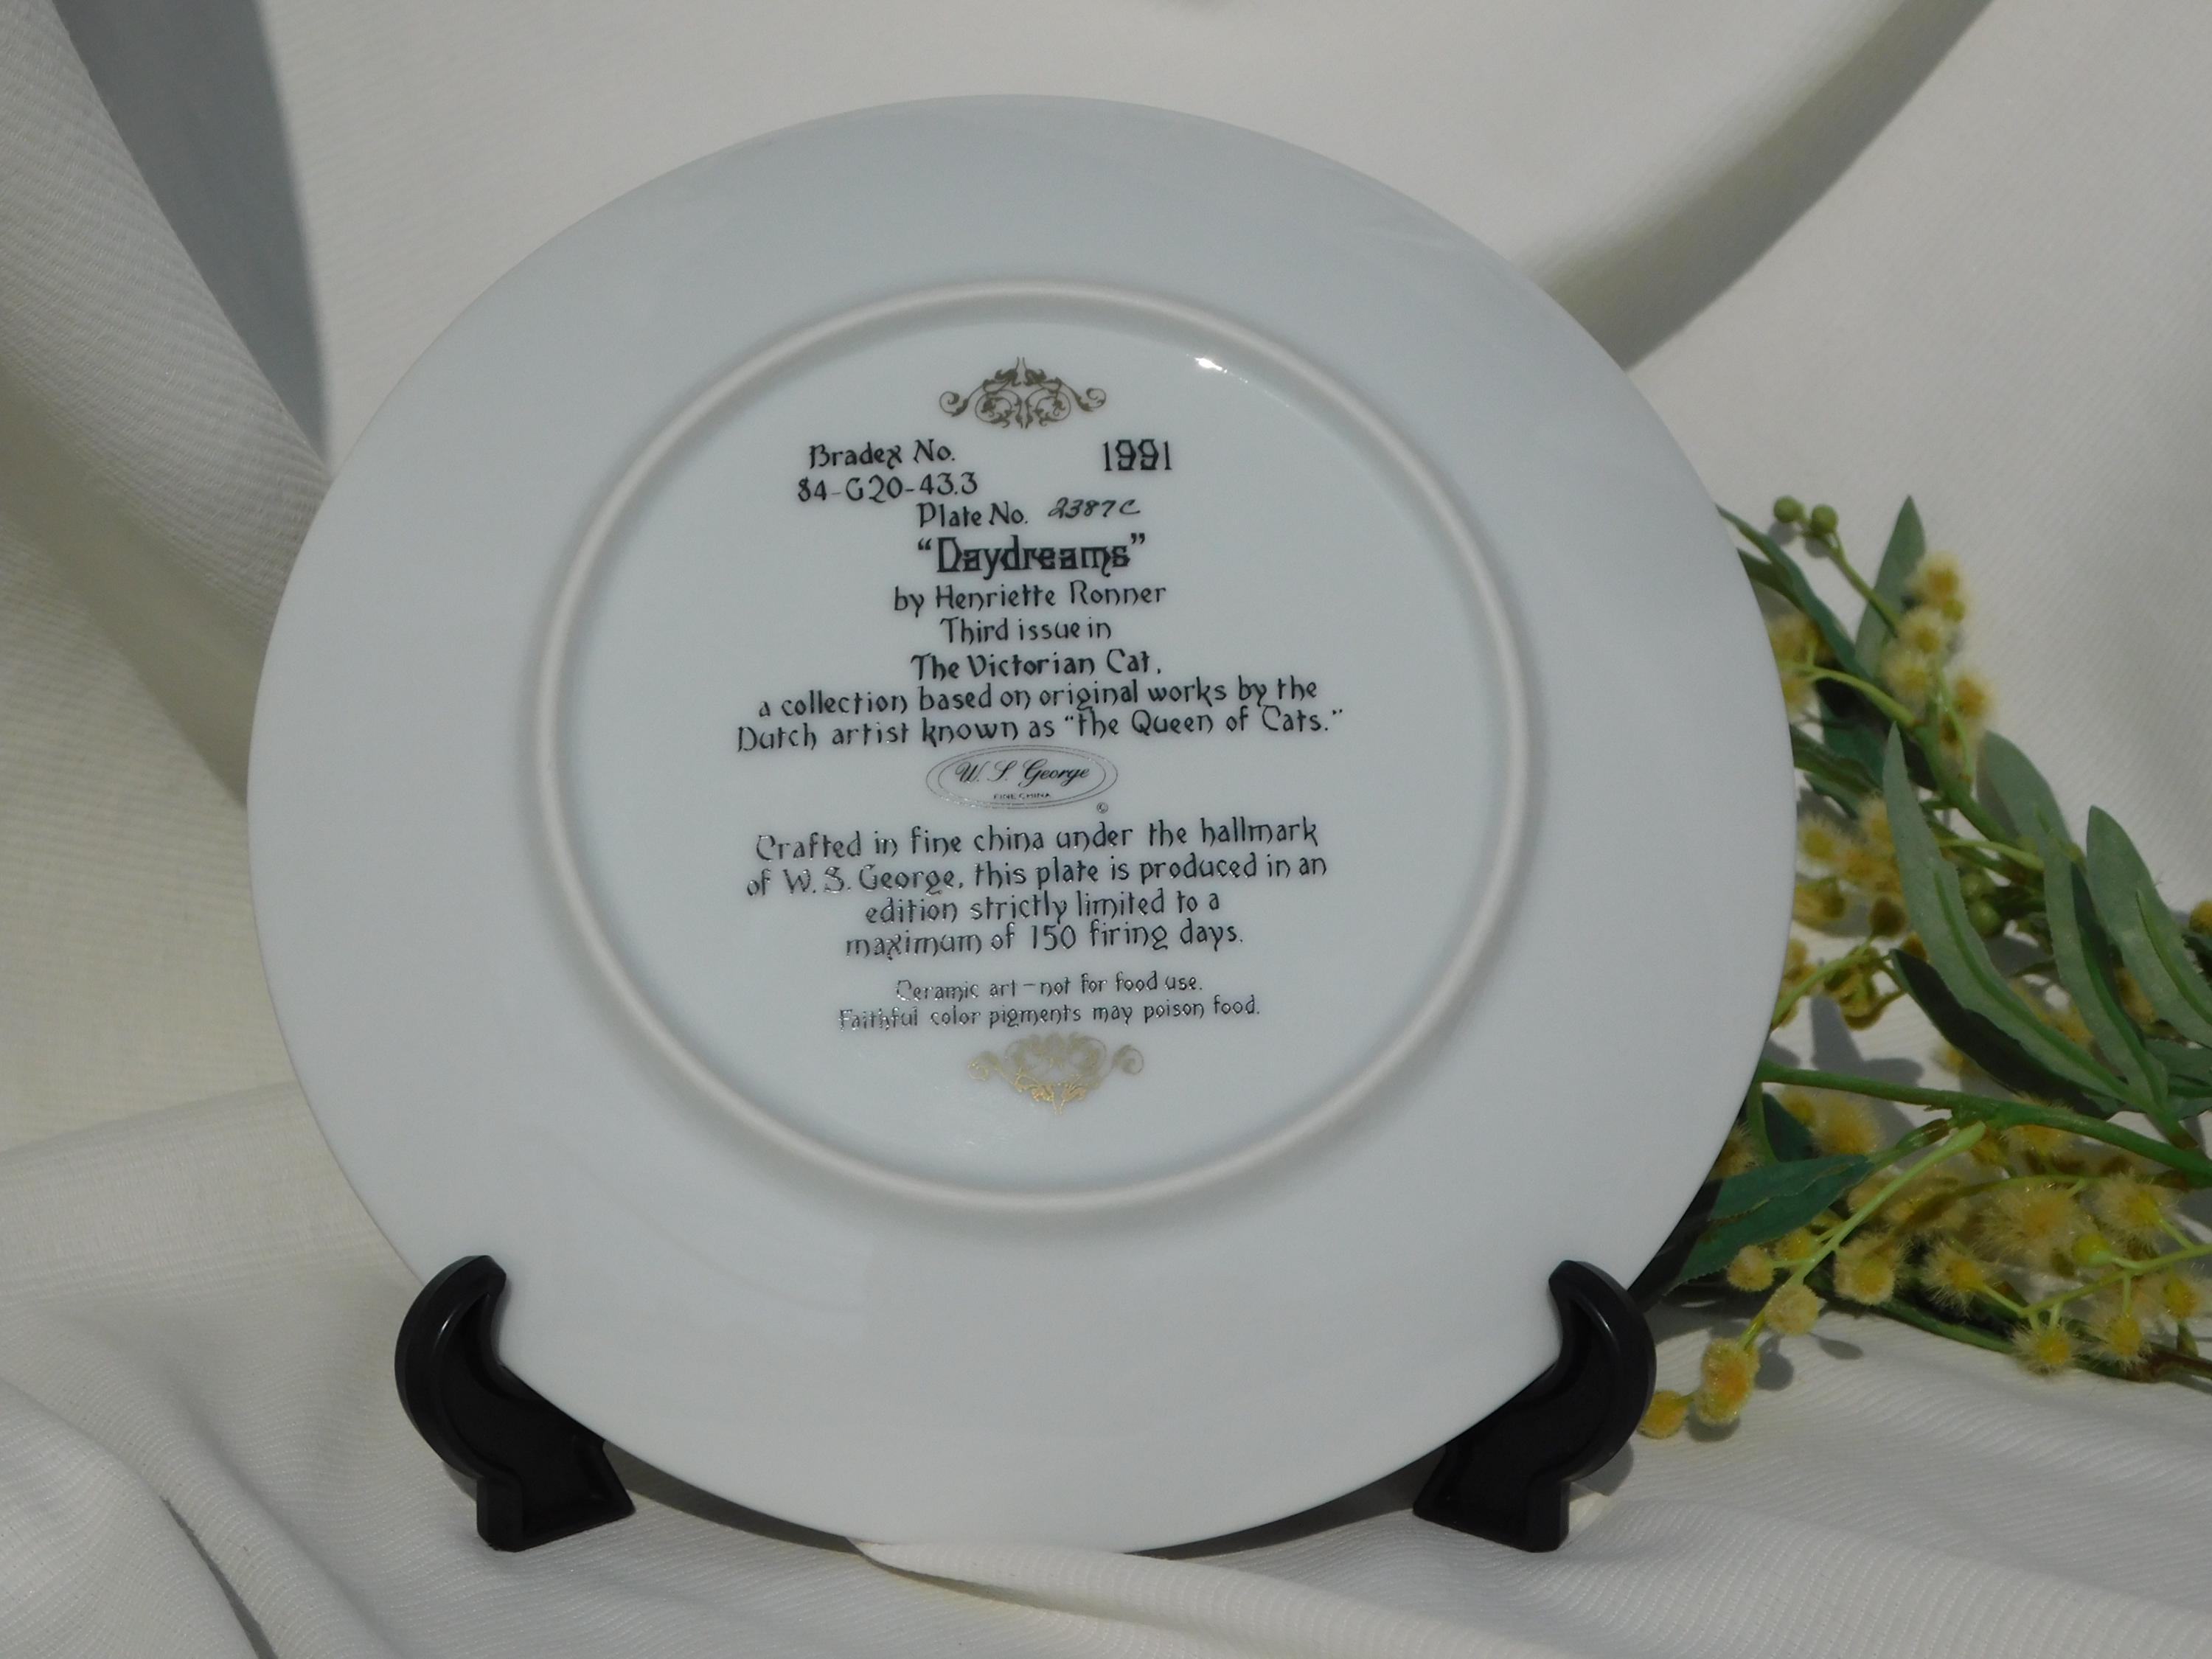 Bradex No. 1991
84-G20-43.3
Plate No. 2387C
“Daydreams”
by Henriette Ronner
Third issue in
The Victorian Cat,
a collection based on original works by the
Dutch artist known as “the Queen of Cats.”
W. S. George
FINE CHINA
©
Crafted in fine china under the hallmark
of W. S. George, this plate is produced in an
edition strictly limited to a
maximum of 150 firing days.
Ceramic art – not for food use.
Faithful color pigments may poison food.